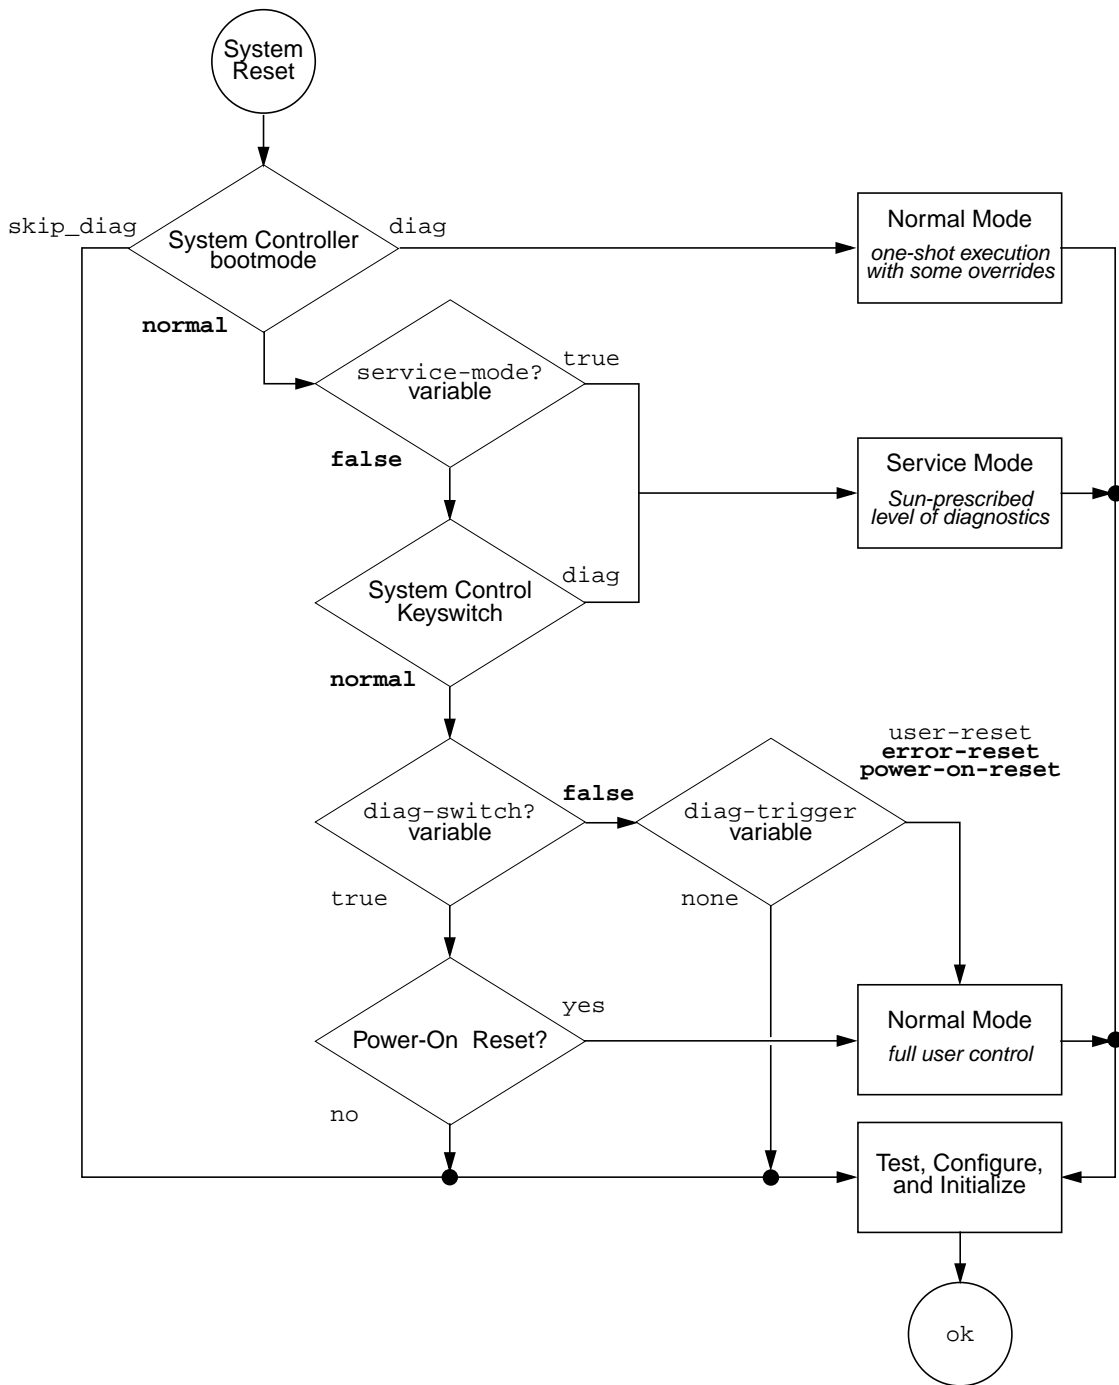 System
Reset
skip_diag
diag
System Controller
bootmode
normal
Normal Mode
one-shot execution
with some overrides
service-mode?
variable
true
false
Service Mode
Sun-prescribed
level of diagnostics
System Control
Keyswitch
diag
normal
user-reset
error-reset
power-on-reset
diag-switch?
variable
false
diag-trigger
variable
true
none
Power-On Reset?
yes
no
Normal Mode
full user control
Test, Configure,
and Initialize
ok